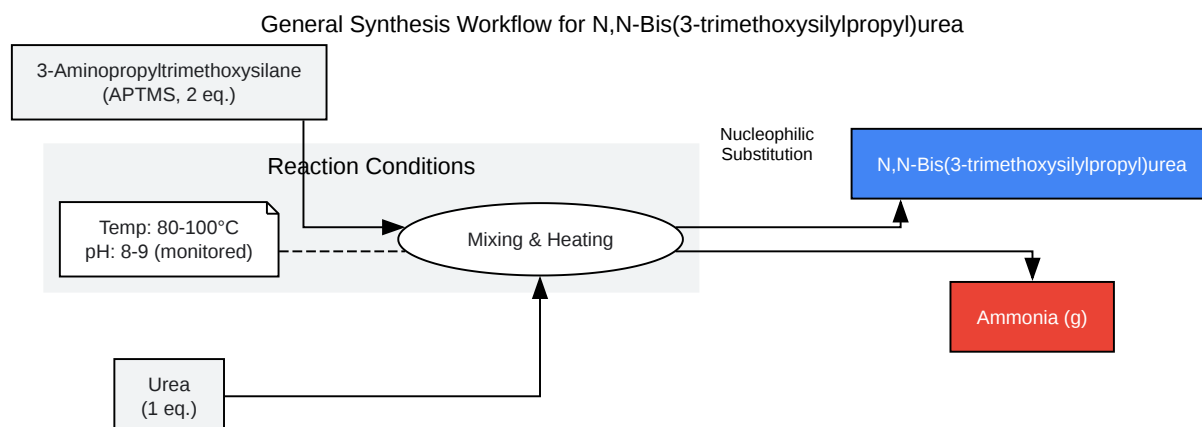 General Synthesis Workflow for N,N-Bis(3-trimethoxysilylpropyl)urea
3-Aminopropyltrimethoxysilane
(APTMS, 2 eq.)
Nucleophilic
Substitution
N,N-Bis(3-trimethoxysilylpropyl)urea
Reaction Conditions
Temp: 80-100°C
pH: 8-9 (monitored)
Mixing & Heating
Ammonia (g)
Urea
(1 eq.)